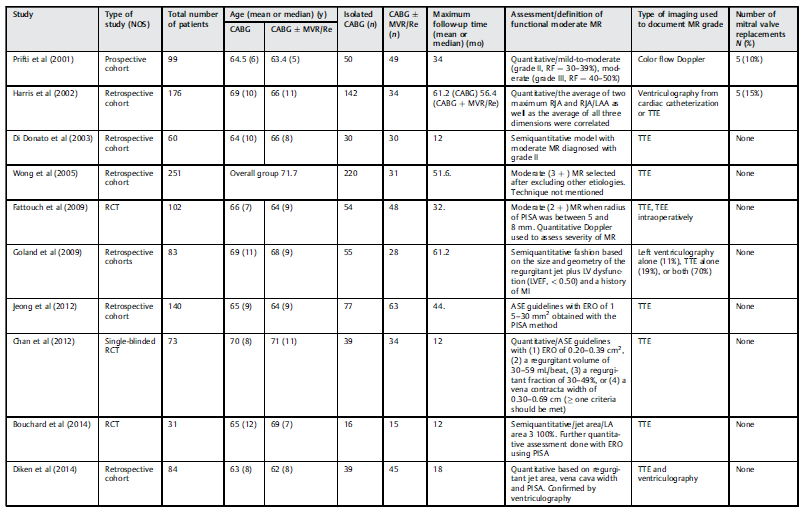 Study | Type of study (NOS) | Total number of patients | Age (mean or median) (y) | Isolated CABG (n) | CABG ± MVR/Re (n) | Maximum follow-up time (mean or median) (mo) | Assessment/definition of functional moderate MR | Type of imaging used to document MR grade | Number of mitral valve replacements N (%)
CABG | CABG ± MVR/Re
Prifti et al (2001) | Prospective cohort | 99 | 64.5 (6) | 63.4 (5) | 50 | 49 | 34 | Quantitative/mild-to-moderate (grade II, RF − 30–39%), moderate (grade III, RF − 40–50%) | Color flow Doppler | 5 (10%)
Harris et al (2002) | Retrospective cohort | 176 | 69 (10) | 66 (11) | 142 | 34 | 61.2 (CABG) 56.4 (CABG + MVR/Re) | Quantitative/the average of two maximum RJA and RJA/LAA as well as the average of all three dimensions were correlated | Ventriculography from cardiac catheterization or TTE | 5 (15%)
Di Donato et al (2003) | Retrospective cohort | 60 | 64 (10) | 66 (8) | 30 | 30 | 12 | Semiquantitative model with moderate MR diagnosed with grade II | TTE | None
Wong et al (2005) | Retrospective cohort | 251 | Overall group 71.7 | 220 | 31 | 51.6. | Moderate (3 + ) MR selected after excluding other etiologies. Technique not mentioned | TTE | None
Fattouch et al (2009) | RCT | 102 | 66 (7) | 64 (9) | 54 | 48 | 32. | Moderate (2 + ) MR when radius of PISA was between 5 and 8 mm. Quantitative Doppler used to assess severity of MR | TTE, TEE intraoperatively | None
Goland et al (2009) | Retrospective cohorts | 83 | 69 (11) | 68 (9) | 55 | 28 | 61.2 | Semiquantitative fashion based on the size and geometry of the regurgitant jet plus LV dysfunction (LVEF, < 0.50) and a history of MI | Left ventriculography alone (11%), TTE alone (19%), or both (70%) | None
Jeong et al (2012) | Retrospective cohort | 140 | 65 (9) | 64 (9) | 77 | 63 | 44. | ASE guidelines with ERO of 1 5–30 mm² obtained with the PISA method | TTE | None
Chan et al (2012) | Single-blinded RCT | 73 | 70 (8) | 71 (11) | 39 | 34 | 12 | Quantitative/ASE guidelines with (1) ERO of 0.20–0.39 cm², (2) a regurgitant volume of 30–59 mL/beat, (3) a regurgitant fraction of 30–49%, or (4) a vena contracta width of 0.30–0.69 cm (≥ one criteria should be met) | TTE | None
Bouchard et al (2014) | RCT | 31 | 65 (12) | 69 (7) | 16 | 15 | 12 | Semiquantitative/jet area/LA area 3 100%. Further quantitative assessment done with ERO using PISA | TTE | None
Diken et al (2014) | Retrospective cohort | 84 | 63 (8) | 62 (8) | 39 | 45 | 18 | Quantitative based on regurgitant jet area, vena cava width and PISA. Confirmed by ventriculography | TTE and ventriculography | None